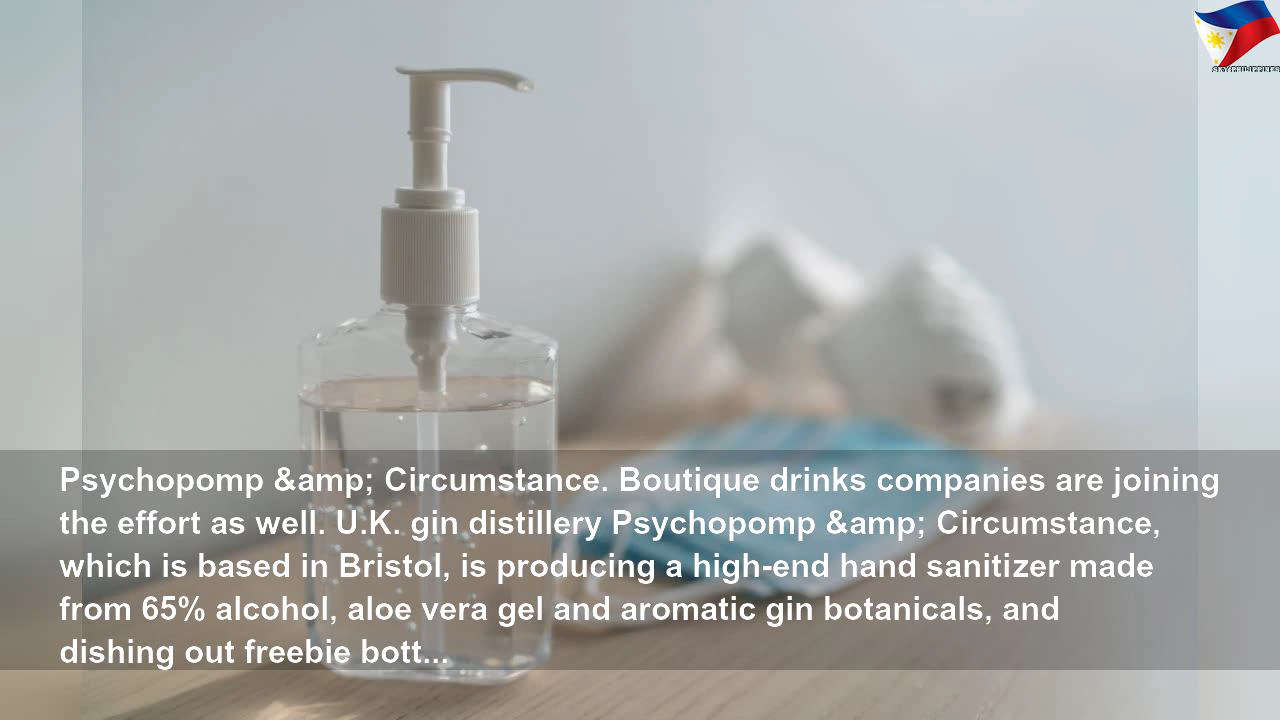 SKYPHILIPPINES
Psychopomp &amp; Circumstance. Boutique drinks companies are joining
the effort as well. U.K. gin distillery Psychopomp &amp; Circumstance,
which is based in Bristol, is producing a high-end hand sanitizer made
from 65% alcohol, aloe vera gel and aromatic gin botanicals, and
dishing out freebie bott...